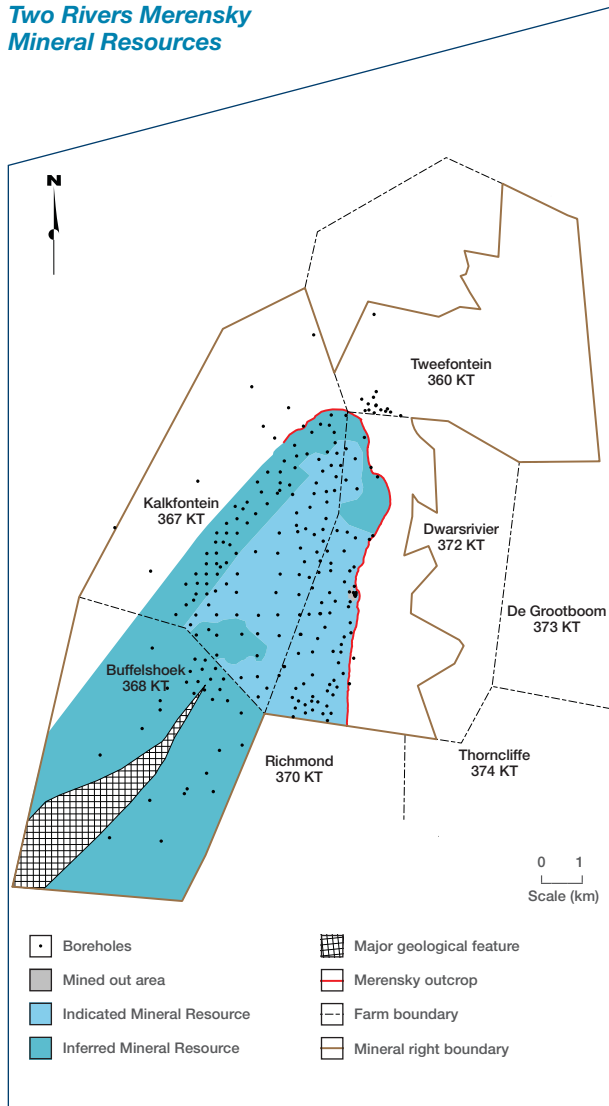 Two Rivers Merensky
Mineral Resources
N
Tweefontein
360 KT
Kalkfontein
367 KT
Dwarsrivier
372 KT
De Grootboom
373 KT
Buffelshoek
368 KT
Richmond
370 KT
Thorncliffe
374 KT
0 1
Scale (km)
Boreholes
Mined out area
Indicated Mineral Resource
Inferred Mineral Resource
Major geological feature
Merensky outcrop
Farm boundary
Mineral right boundary